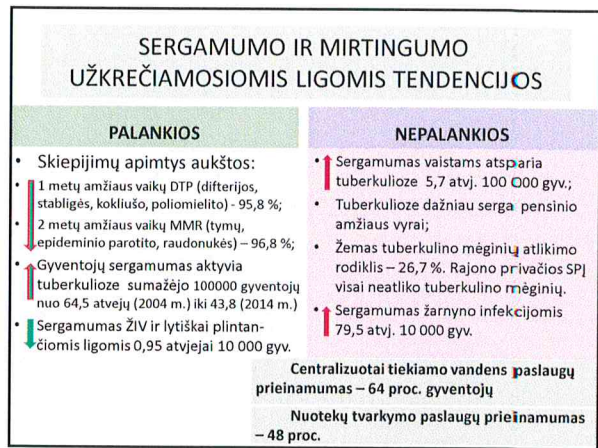 SERGAMUMO IR MIRTINGUMO
UŽKREČIAMOSIOMIS LIGOMIS TENDENCIJOS
PALANKIOS
• Skiepijimų apimtys aukštos:
• 1 metų amžiaus vaikų DTP (difterijos,
stabligės, kokliušo, poliomielito) - 95,8 %;
• 2 metų amžiaus vaikų MMR (tymų,
epideminio parotito, raudonukės) – 96,8 %;
• Gyventojų sergamumas aktyvia
tuberkulioze sumažėjo 100000 gyventojų
nuo 64,5 atvejų (2004 m.) iki 43,8 (2014 m.)
• Sergamumas ŽIV ir lytiškai plintan-
čiomis ligomis 0,95 atvjejai 10 000 gyv.
NEPALANKIOS
• Sergamumas vaistams atsparia
tuberkulioze 5,7 atvj. 100 000 gyv.;
• Tuberkulioze dažniau serga pensinio
amžiaus vyrai;
• Žemas tuberkulino mėginių atlikimo
rodiklis – 26,7 %. Rajono privačios SPĮ
visai neatliko tuberkulino mėginių.
• Sergamumas žarnyno infekcijomis
79,5 atvj. 10 000 gyv.
Centralizuotai tiekiamo vandens paslaugų
prieinamumas – 64 proc. gyventojų
Nuotekų tvarkymo paslaugų prieinamumas
– 48 proc.